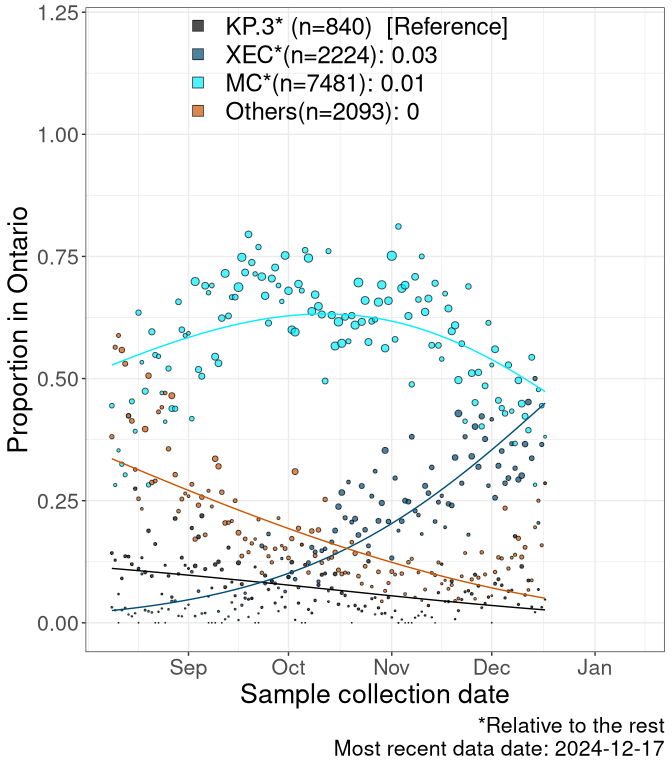 KP.3* (n=840)  [Reference]
XEC*(n=2224): 0.03
MC*(n=7481): 0.01
Others(n=2093): 0
1.25
1.00
0.75
0.50
0.25
0.00
Proportion in Ontario
Sep Oct Nov Dec Jan
Sample collection date
*Relative to the rest
Most recent data date: 2024-12-17